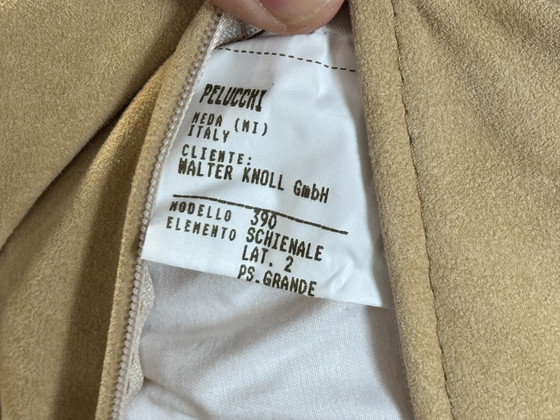 PELUCCHI
MEDA (MI)
ITALY
CLIENTE:
WALTER KNOLL GmbH
MODELLO 390
ELEMENTO SCHIENALE
LAT. 2
PS.GRANDE